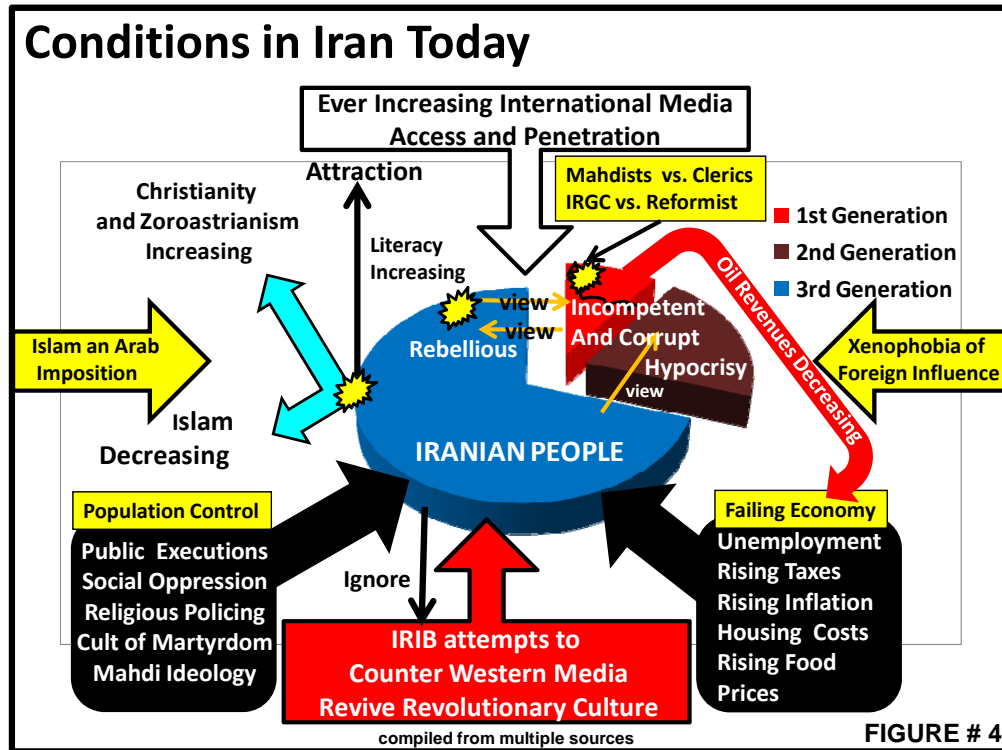 Conditions in Iran Today
Ever Increasing International Media
Access and Penetration
Attraction
Mahdists vs. Clerics
IRGC vs. Reformist
Christianity
and Zoroastrianism
Increasing
Literacy
Increasing
1st Generation
2nd Generation
3rd Generation
Oil Revenues Decreasing
view
view
Incompetent
And Corrupt
Rebellious
Hypocrisy
view
Islam an Arab
Imposition
Xenophobia of
Foreign Influence
Islam
Decreasing
IRANIAN PEOPLE
Population Control
Public Executions
Social Oppression
Religious Policing
Cult of Martyrdom
Mahdi Ideology
Ignore
Failing Economy
Unemployment
Rising Taxes
Rising Inflation
Housing Costs
Rising Food
Prices
IRIB attempts to
Counter Western Media
Revive Revolutionary Culture
compiled from multiple sources
FIGURE # 4